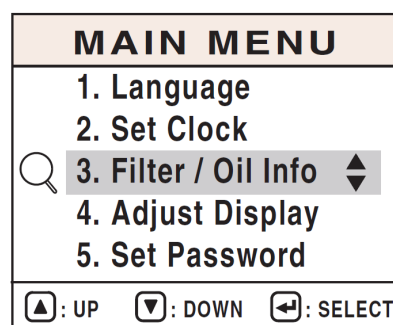 MAIN MENU
1. Language
2. Set Clock
3. Filter / Oil Info
4. Adjust Display
5. Set Password
: UP : DOWN : SELECT